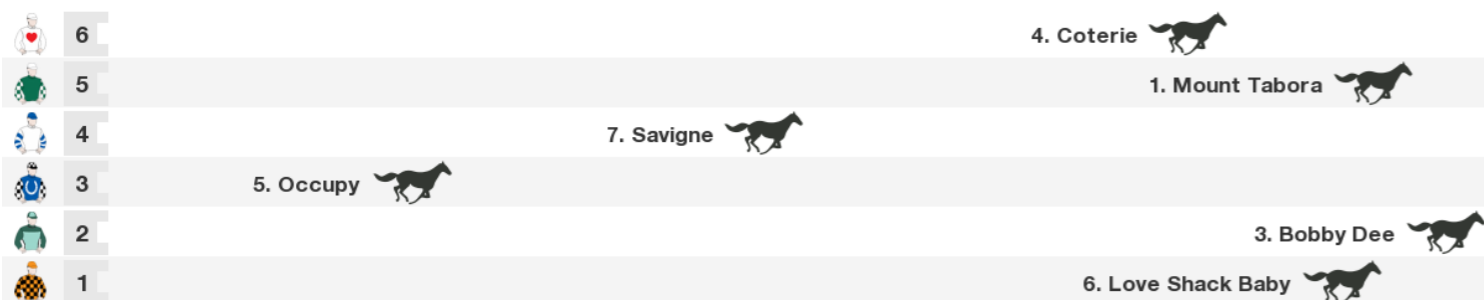 6 4. Coterie
5 1. Mount Tabora
4 7. Savigne
3 5. Occupy
2 3. Bobby Dee
1 6. Love Shack Baby